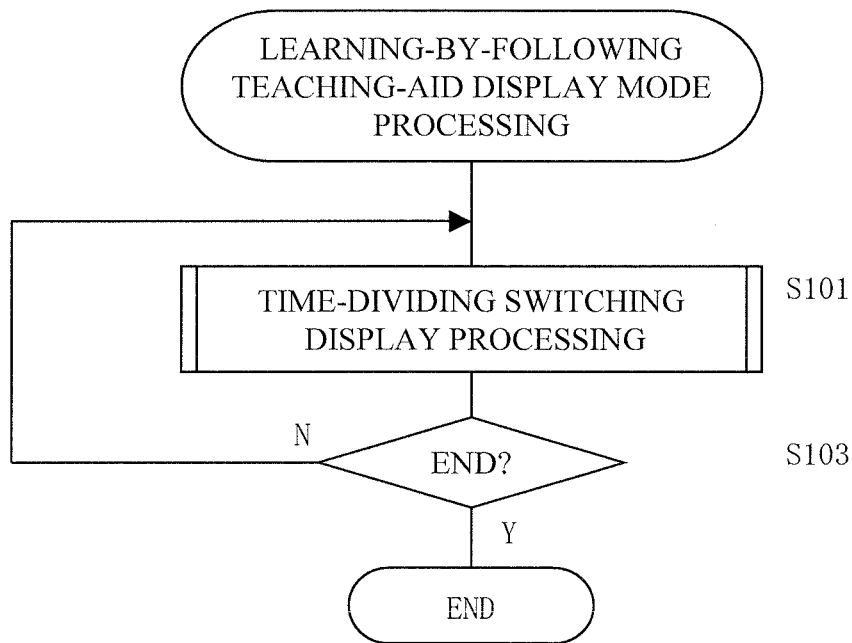 LEARNING-BY-FOLLOWING
TEACHING-AID DISPLAY MODE
PROCESSING
TIME-DIVIDING SWITCHING
DISPLAY PROCESSING
S101
N
END?
S103
Y
END